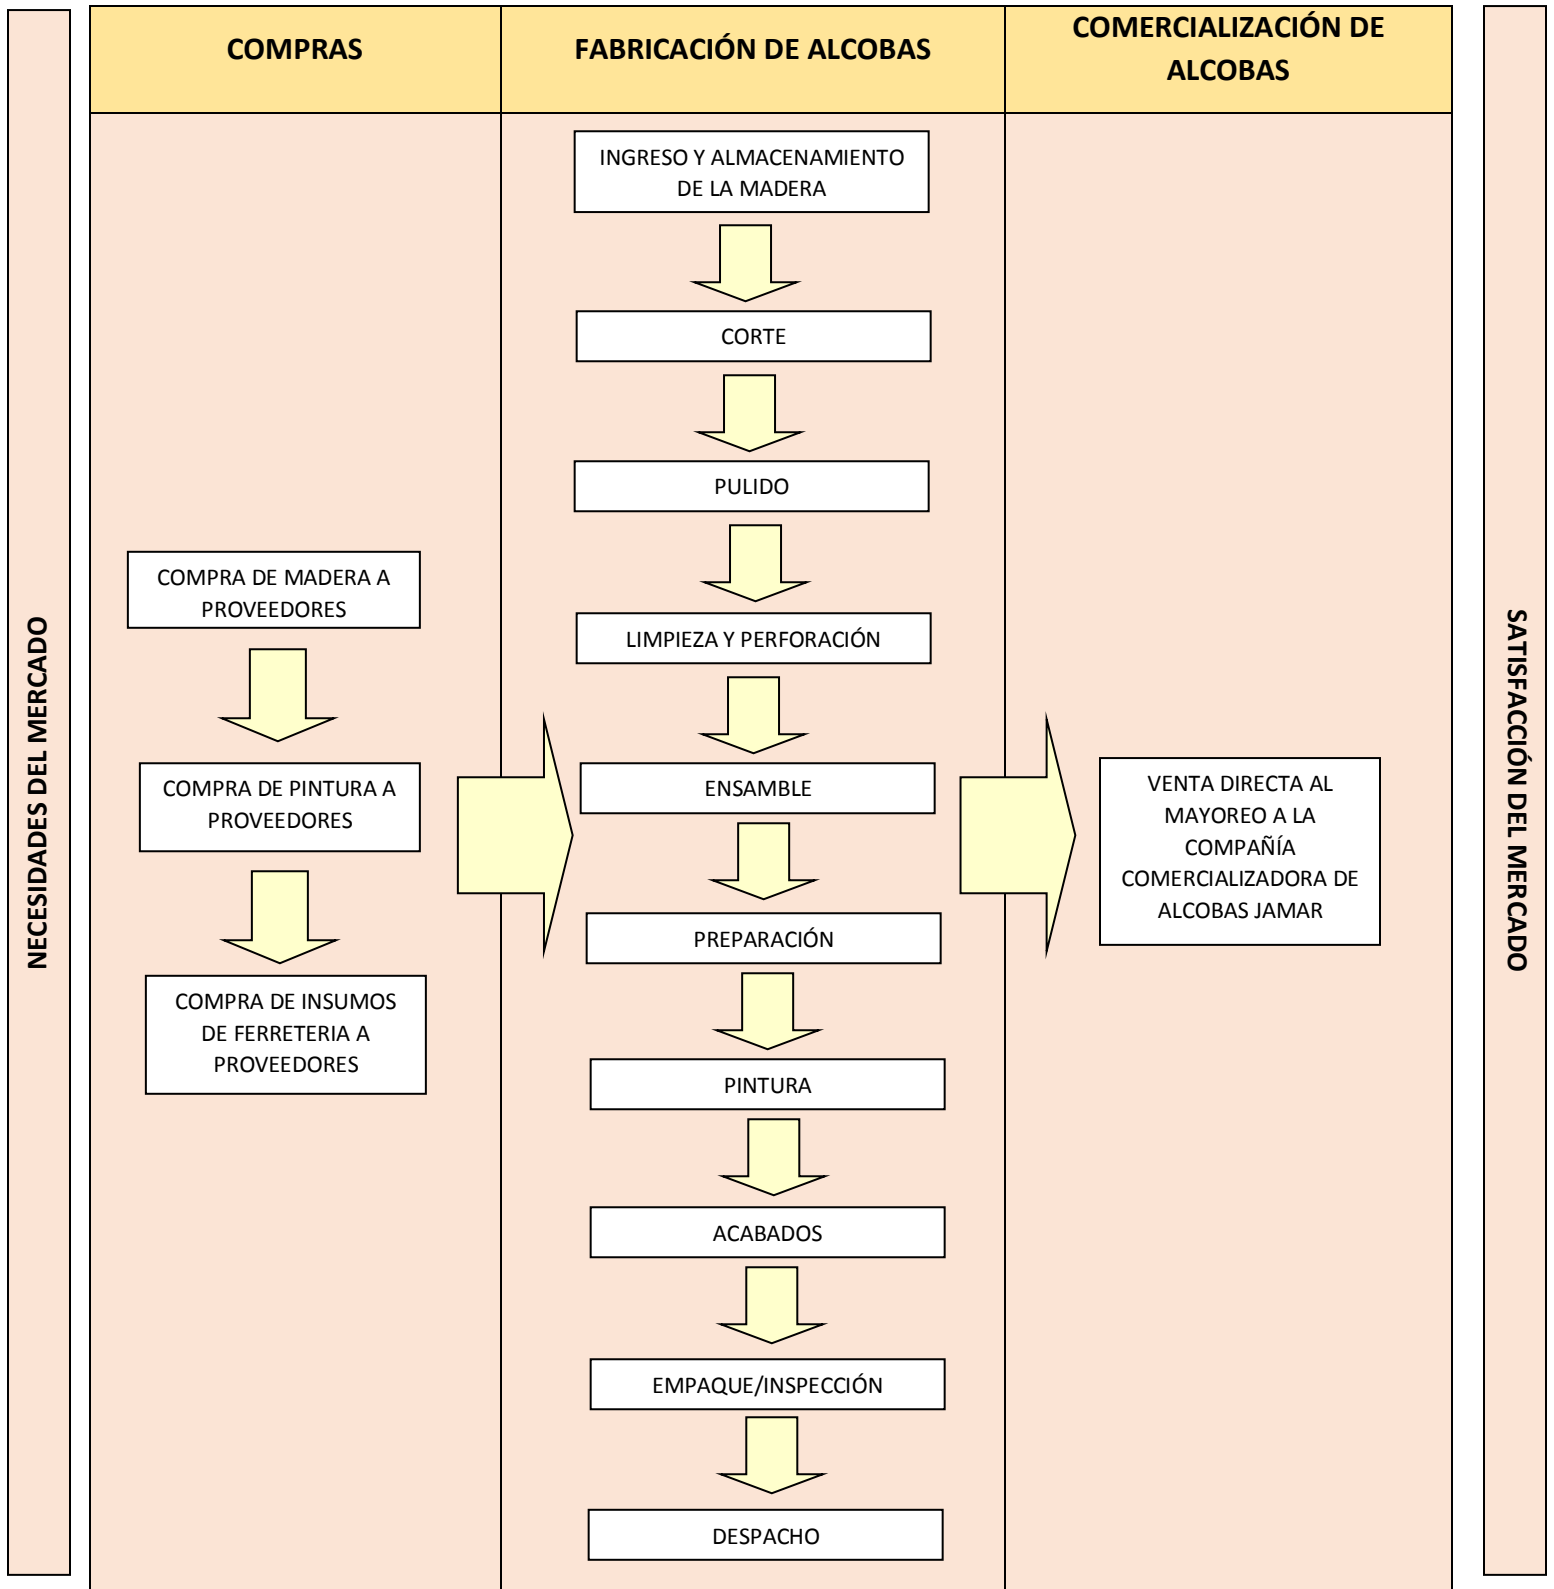 NECESIDADES DEL MERCADO
COMPRAS
COMPRA DE MADERA A
PROVEEDORES
COMPRA DE PINTURA A
PROVEEDORES
COMPRA DE INSUMOS
DE FERRETERIA A
PROVEEDORES
FABRICACIÓN DE ALCOBAS
INGRESO Y ALMACENAMIENTO
DE LA MADERA
CORTE
PULIDO
LIMPIEZA Y PERFORACIÓN
ENSAMBLE
PREPARACIÓN
PINTURA
ACABADOS
EMPAQUE/INSPECCIÓN
DESPACHO
COMERCIALIZACIÓN DE
ALCOBAS
VENTA DIRECTA AL
MAYOREO A LA
COMPAÑÍA
COMERCIALIZADORA DE
ALCOBAS JAMAR
SATISFACCIÓN DEL MERCADO